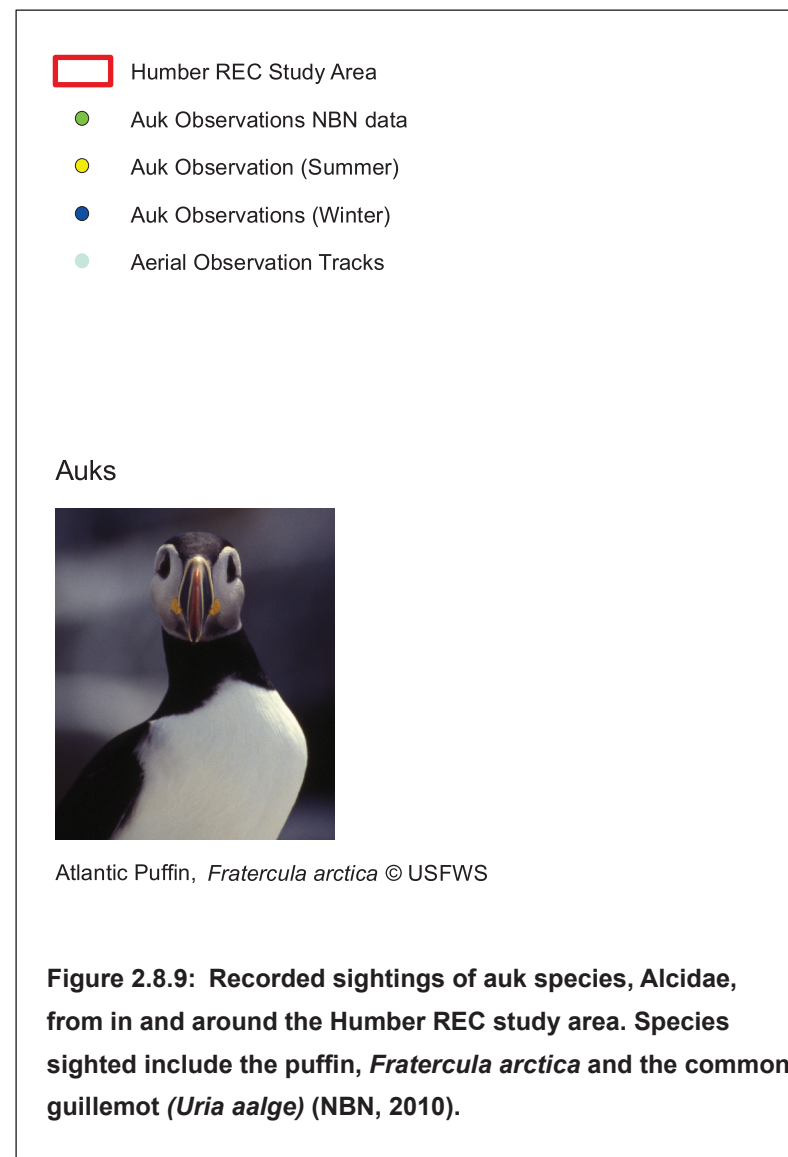 Humber REC Study Area
Auk Observations NBN data
Auk Observation (Summer)
Auk Observations (Winter)
Aerial Observation Tracks
Auks
Atlantic Puffin, Fratercula arctica © USFWS
Figure 2.8.9: Recorded sightings of auk species, Alcidae,
from in and around the Humber REC study area. Species
sighted include the puffin, Fratercula arctica and the common
guillemot (Uria aalge) (NBN, 2010).